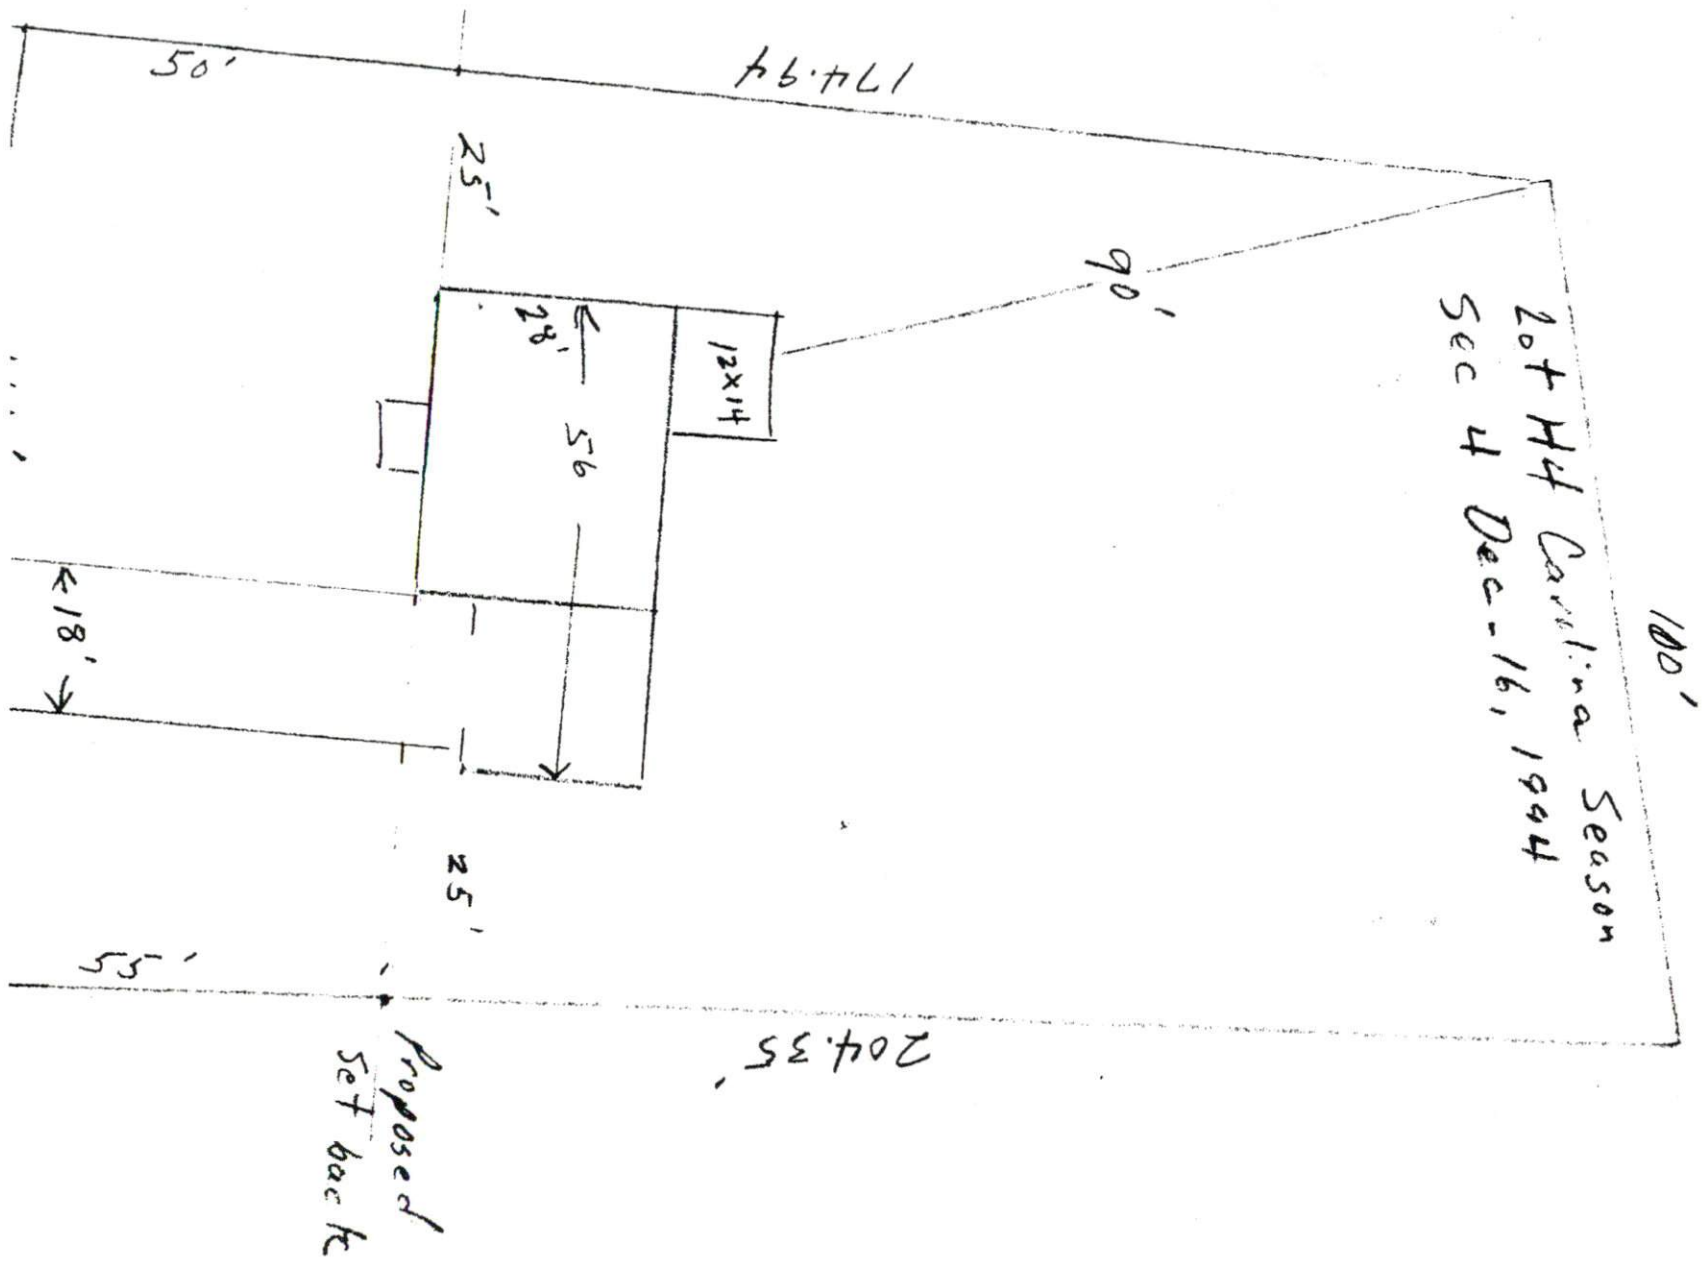 100'
Lot H4 Carolina Season
Sec 4 Dec-16, 1994
174.94
90'
12x14
28'
56
25'
25'
50'
204.35'
18'
55'
Proposed
Set back